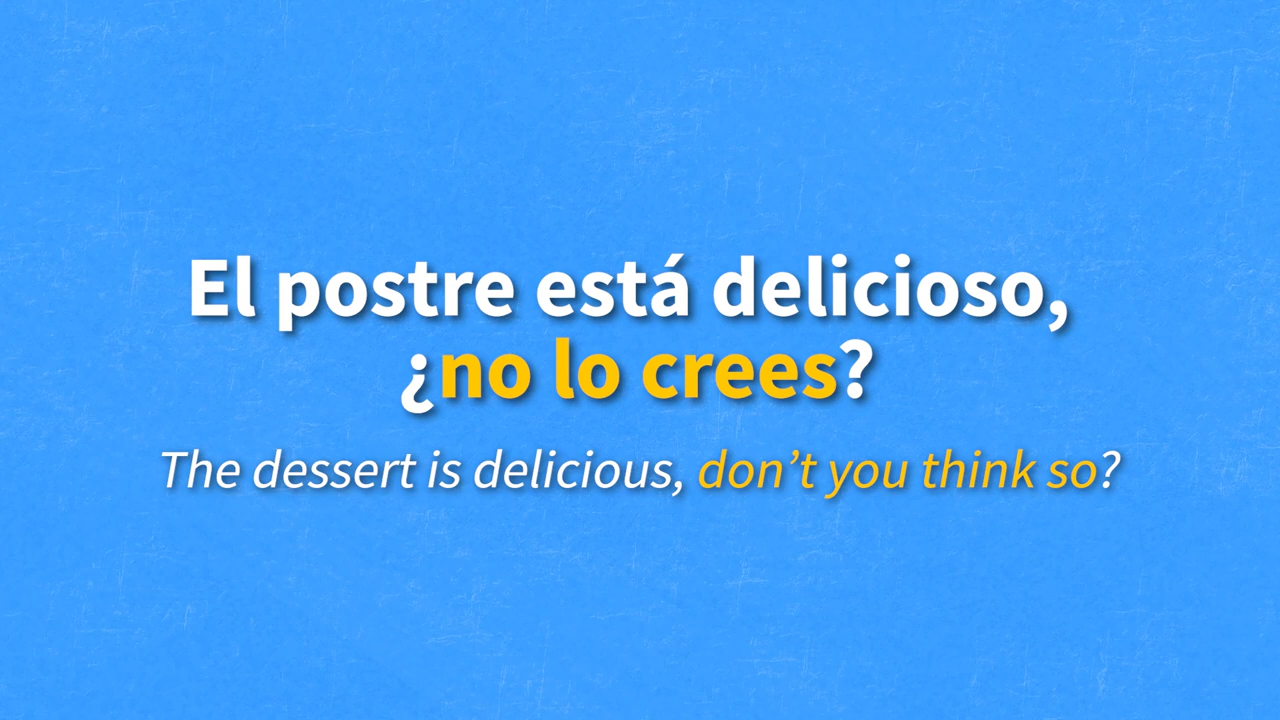 El postre está delicioso,
¿no lo crees?
The dessert is delicious, don’t you think so?